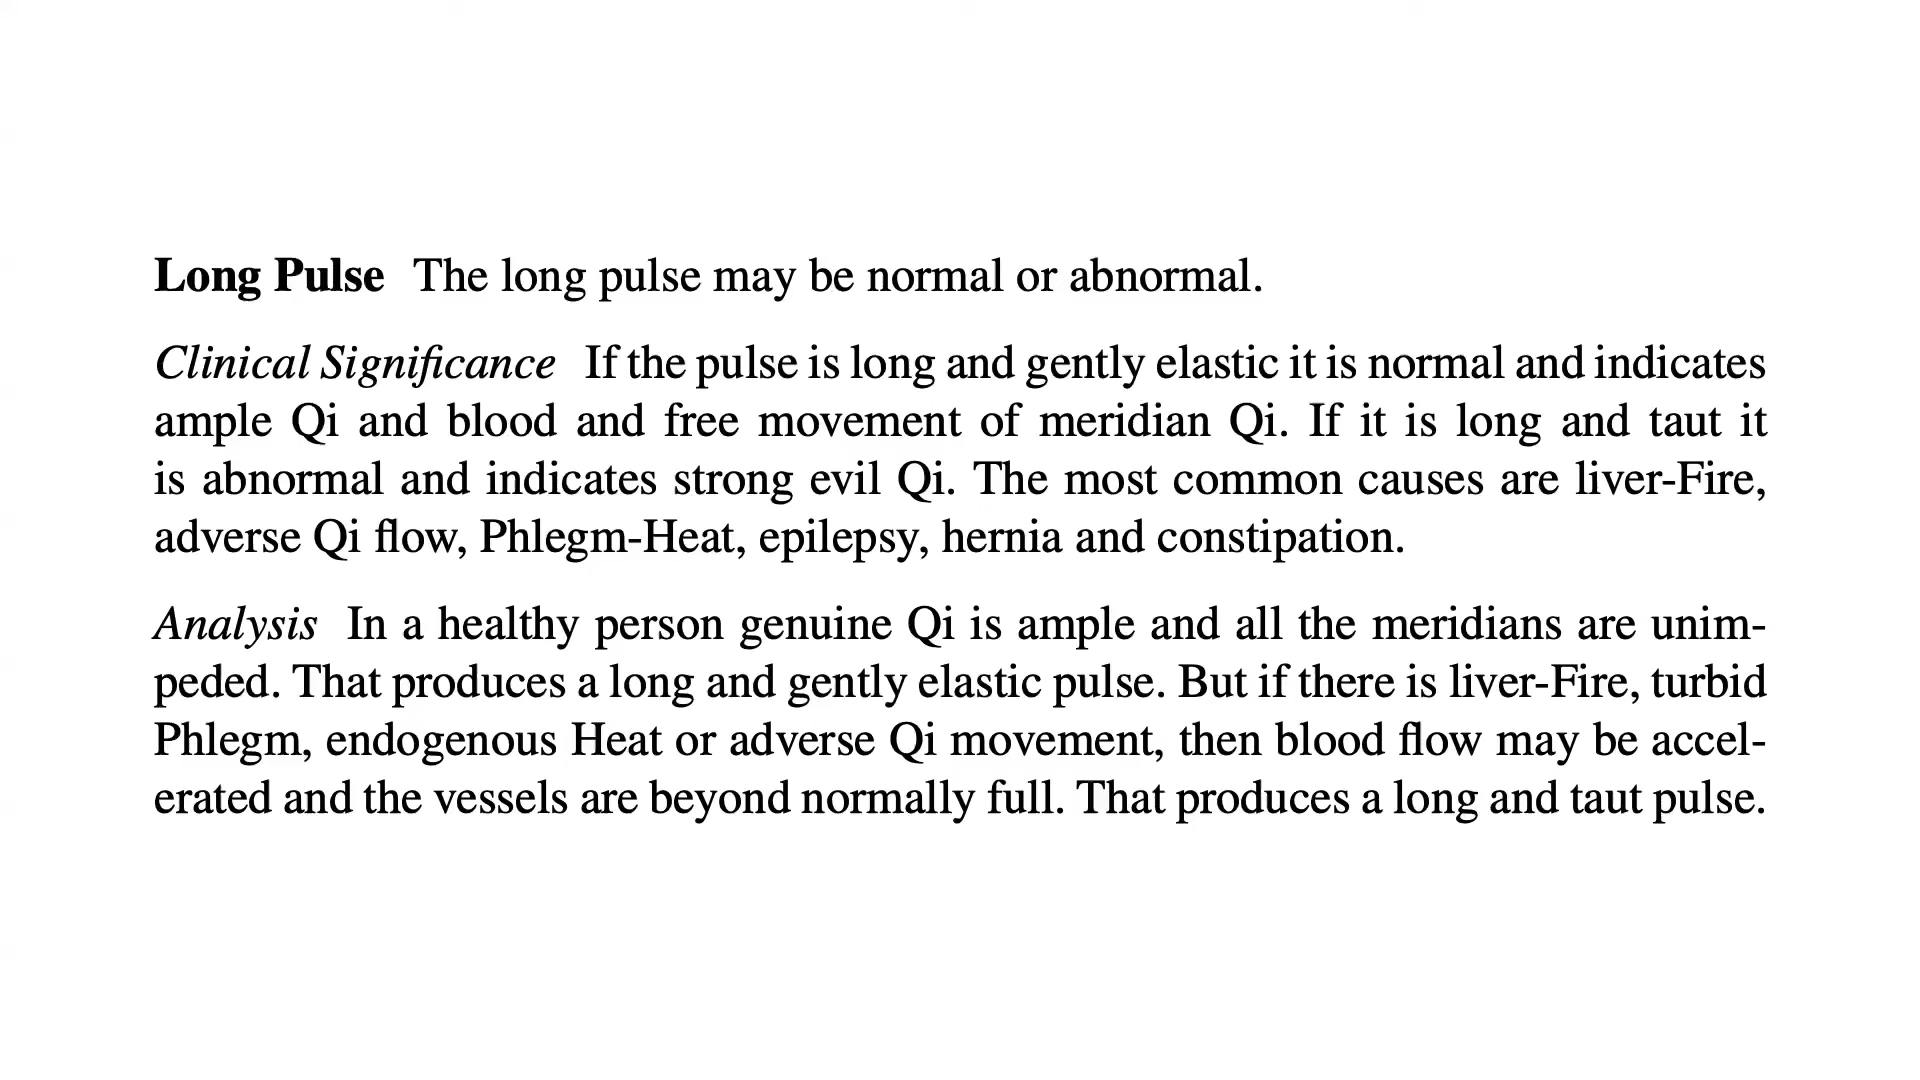 Long Pulse The long pulse may be normal or abnormal.
Clinical Significance If the pulse is long and gently elastic it is normal and indicates
ample Qi and blood and free movement of meridian Qi. If it is long and taut it
is abnormal and indicates strong evil Qi. The most common causes are liver-Fire,
adverse Qi flow, Phlegm-Heat, epilepsy, hernia and constipation.
Analysis In a healthy person genuine Qi is ample and all the meridians are unim-
peded. That produces a long and gently elastic pulse. But if there is liver-Fire, turbid
Phlegm, endogenous Heat or adverse Qi movement, then blood flow may be accel-
erated and the vessels are beyond normally full. That produces a long and taut pulse.